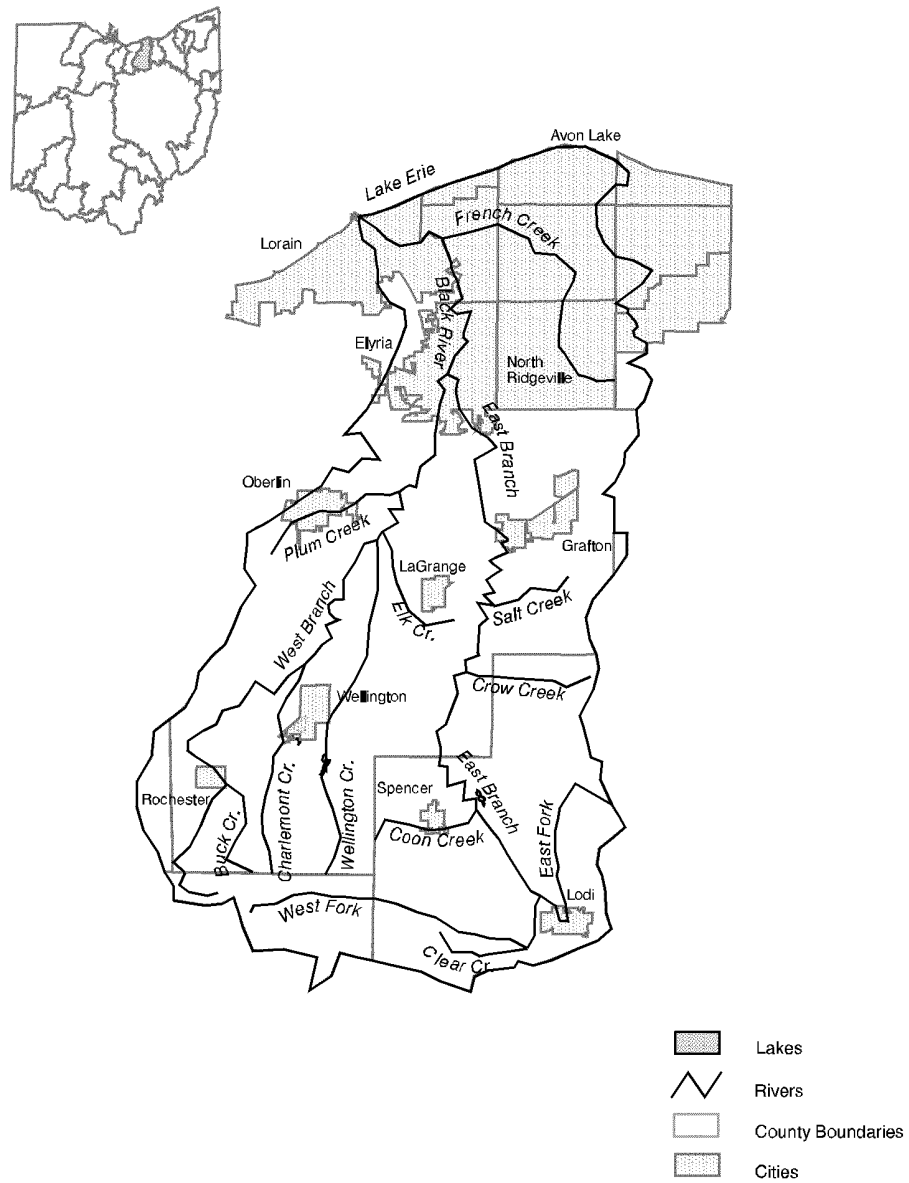 Avon Lake
Lake Erie
French Creek
Lorain
Black River
Elyria
North
Ridgeville
East Branch
Oberlin
Plum Creek
Grafton
LaGrange
Elk Cr.
Salt Creek
West Branch
Crow Creek
Wellington
East Branch
Spencer
Rochester
Buck Cr.
Charlemont Cr.
Wellington Cr.
Coon Creek
East Fork
Lodi
West Fork
Clear Cr.
Lakes
Rivers
County Boundaries
Cities